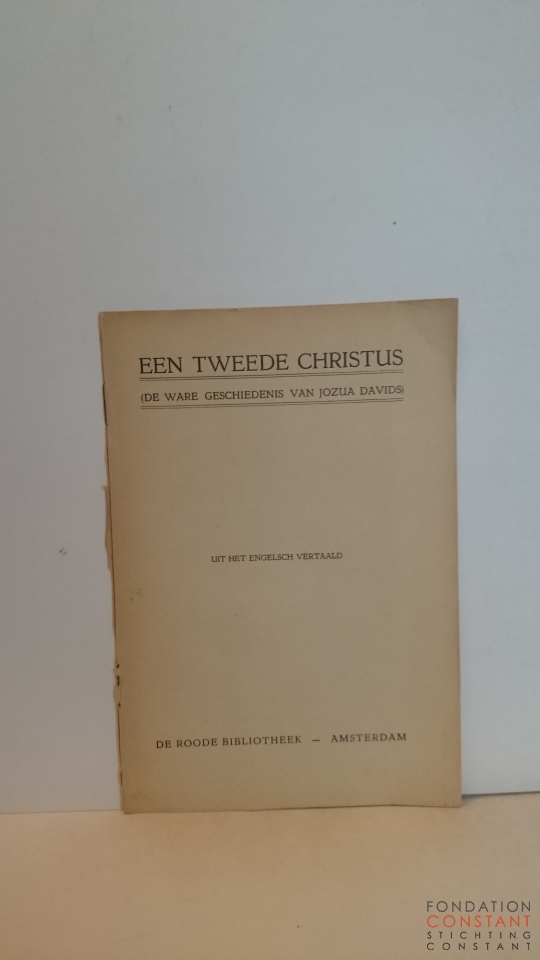 EEN TWEEDE CHRISTUS
(DE WARE GESCHIEDENIS VAN JOZUA DAVIDS)
UIT HET ENGELSCH VERTAALD
DE ROODE BIBLIOTHEEK — AMSTERDAM
FONDATION
CONSTANT
STICHTING
CONSTANT